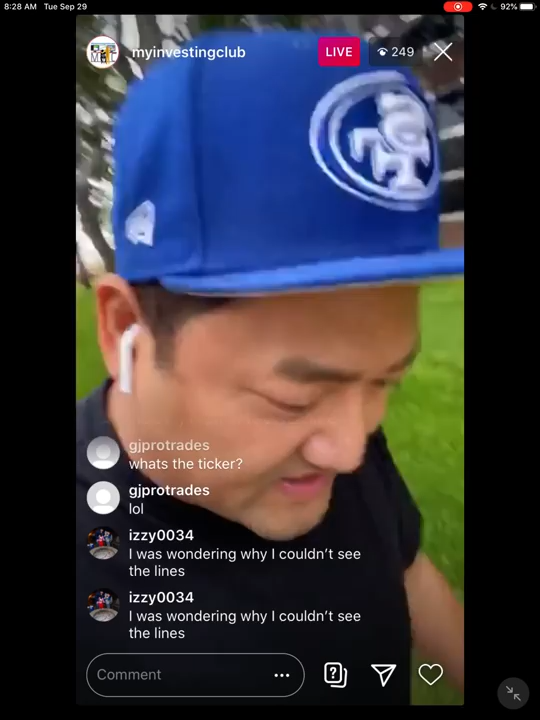 8:28 AM Tue Sep 29
92%
myinvestingclub
LIVE
249
SF
gjprotrades
whats the ticker?
gjprotrades
lol
izzy0034
I was wondering why I couldn’t see
the lines
izzy0034
I was wondering why I couldn’t see
the lines
Comment